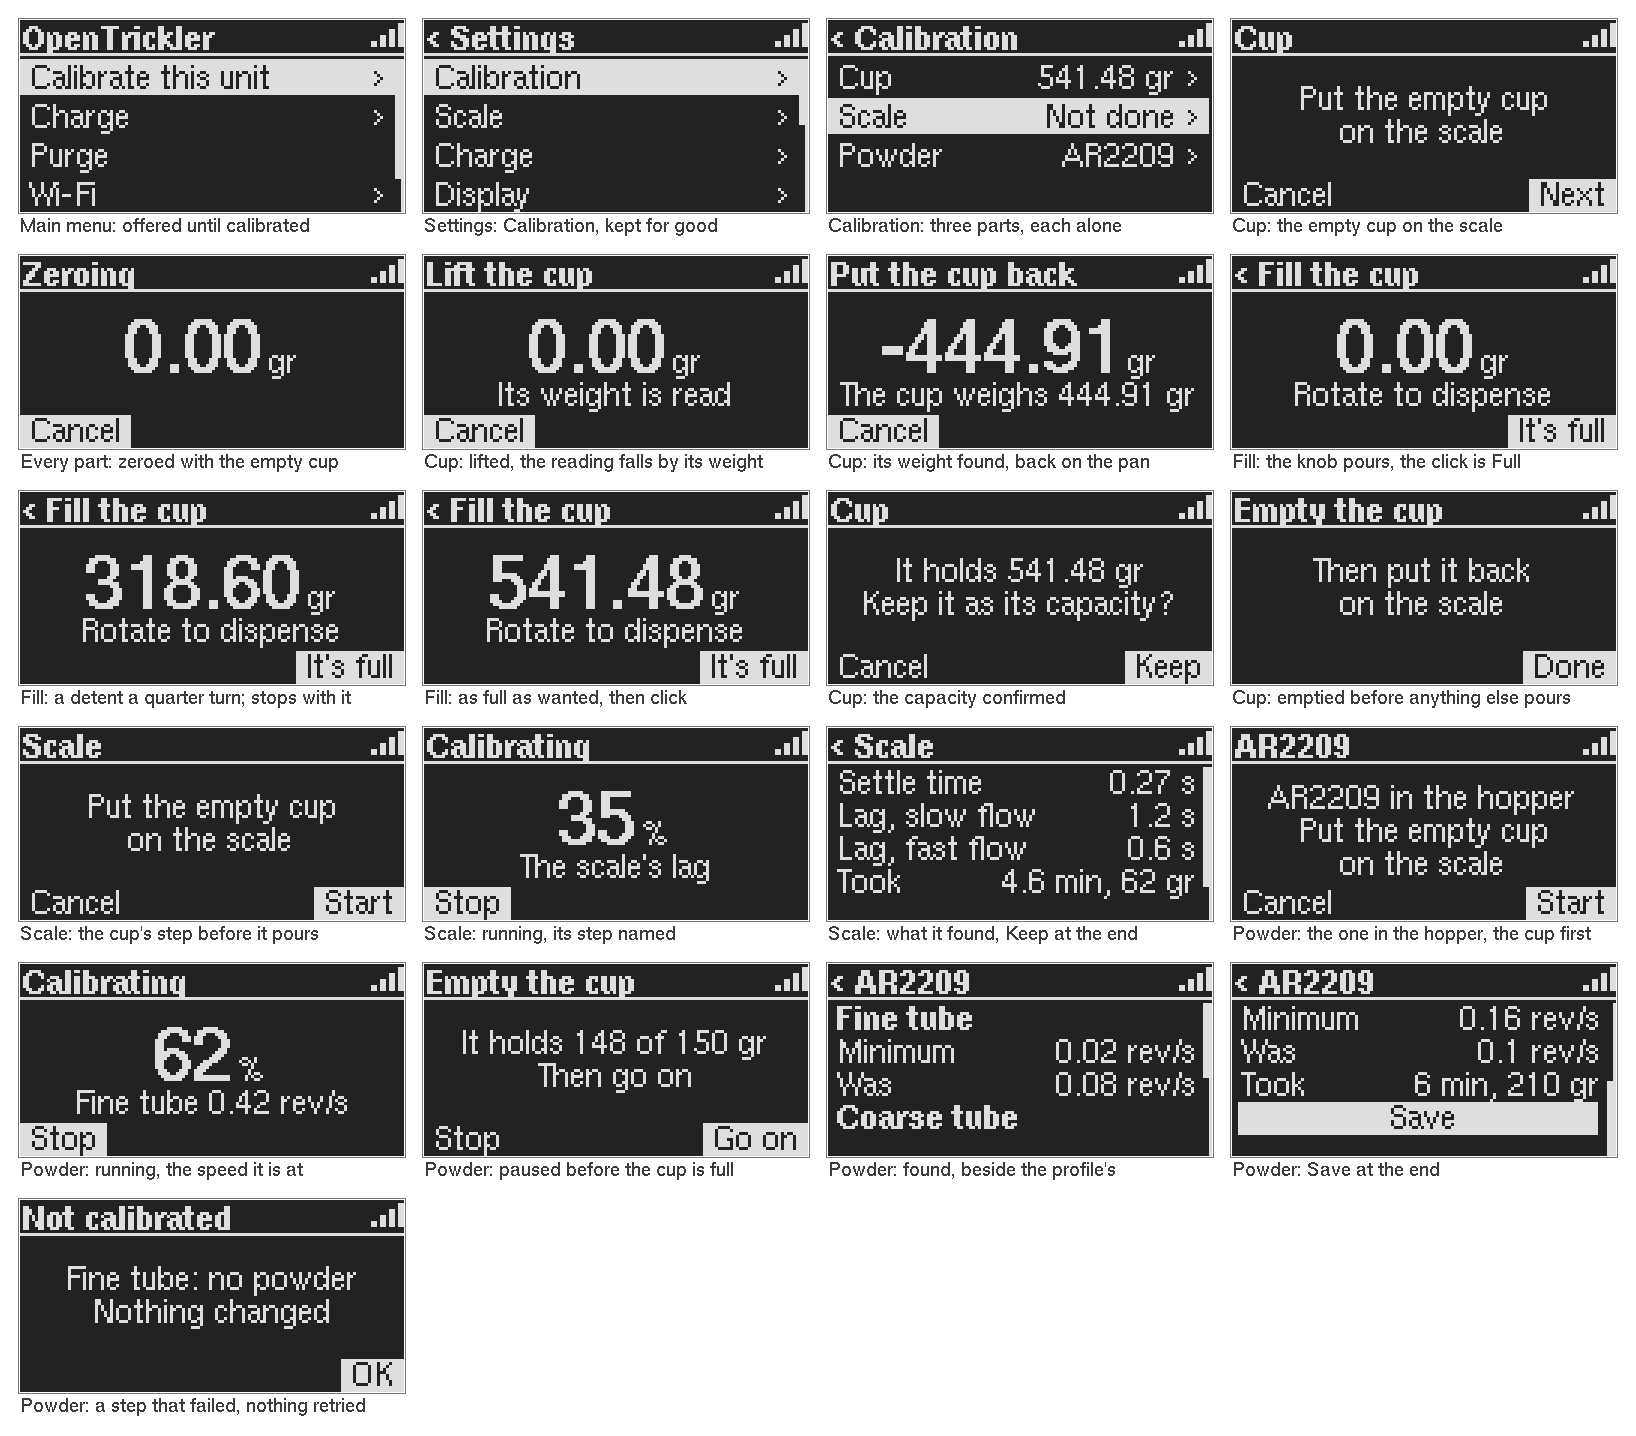 OpenTrickler
Calibrate this unit >
Charge >
Purge
Wi-Fi >
Main menu: offered until calibrated
< Settings
Calibration >
Scale >
Charge >
Display >
Settings: Calibration, kept for good
< Calibration
Cup 541.48 gr >
Scale Not done >
Powder AR2209 >
Calibration: three parts, each alone
Cup
Put the empty cup
on the scale
Cancel Next
Cup: the empty cup on the scale
Zeroing
0.00 gr
Cancel
Every part: zeroed with the empty cup
Lift the cup
0.00 gr
Its weight is read
Cancel
Cup: lifted, the reading falls by its weight
Put the cup back
-444.91 gr
The cup weighs 444.91 gr
Cancel
Cup: its weight found, back on the pan
< Fill the cup
0.00 gr
Rotate to dispense
It's full
Fill: the knob pours, the click is Full
< Fill the cup
318.60 gr
Rotate to dispense
It's full
Fill: a detent a quarter turn; stops with it
< Fill the cup
541.48 gr
Rotate to dispense
It's full
Fill: as full as wanted, then click
Cup
It holds 541.48 gr
Keep it as its capacity?
Cancel Keep
Cup: the capacity confirmed
Empty the cup
Then put it back
on the scale
Done
Cup: emptied before anything else pours
Scale
Put the empty cup
on the scale
Cancel Start
Scale: the cup's step before it pours
Calibrating
35 %
The scale's lag
Stop
Scale: running, its step named
< Scale
Settle time 0.27 s
Lag, slow flow 1.2 s
Lag, fast flow 0.6 s
Took 4.6 min, 62 gr
Scale: what it found, Keep at the end
AR2209
AR2209 in the hopper
Put the empty cup
on the scale
Cancel Start
Powder: the one in the hopper, the cup first
Calibrating
62 %
Fine tube 0.42 rev/s
Stop
Powder: running, the speed it is at
Empty the cup
It holds 148 of 150 gr
Then go on
Stop Go on
Powder: paused before the cup is full
< AR2209
Fine tube
Minimum 0.02 rev/s
Was 0.08 rev/s
Coarse tube
Powder: found, beside the profile's
< AR2209
Minimum 0.16 rev/s
Was 0.1 rev/s
Took 6 min, 210 gr
Save
Powder: Save at the end
Not calibrated
Fine tube: no powder
Nothing changed
OK
Powder: a step that failed, nothing retried